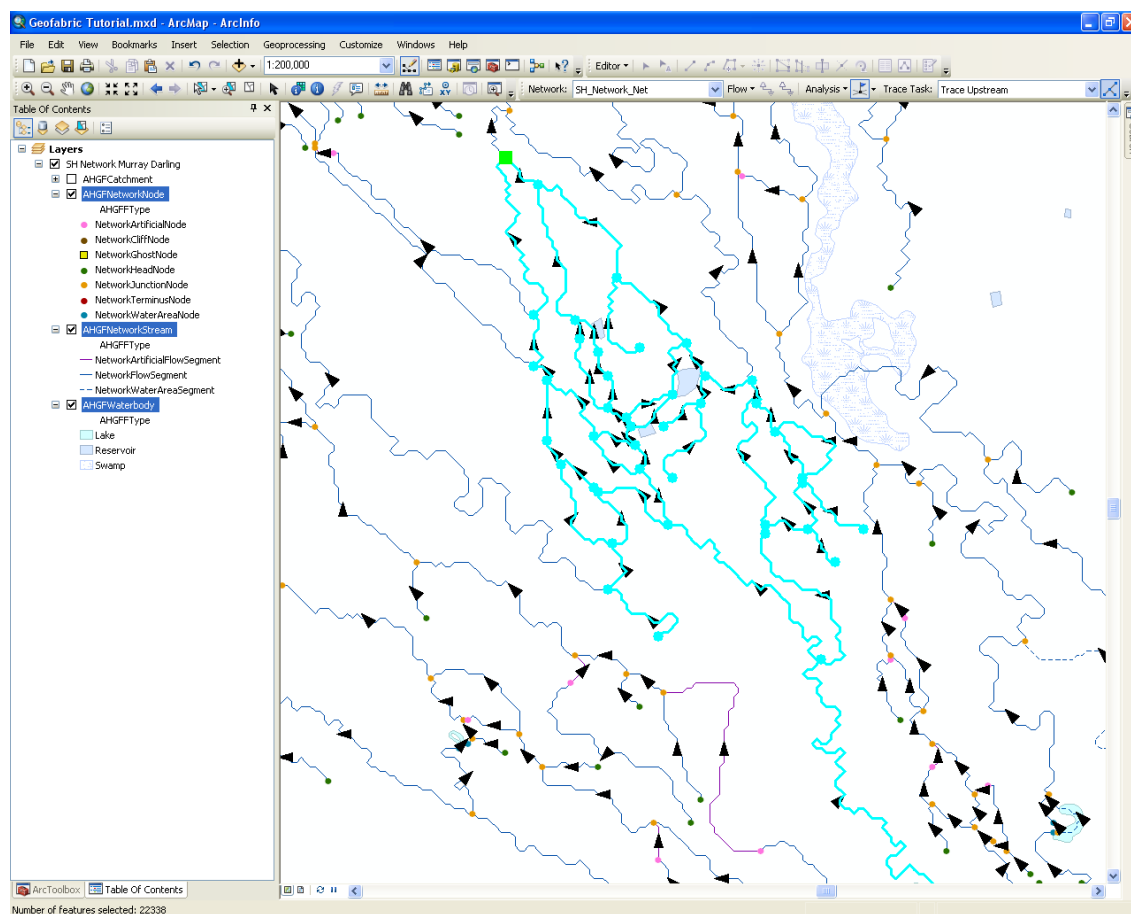 Geofabric Tutorial.mxd - ArcMap - ArcInfo
File Edit View Bookmarks Insert Selection Geoprocessing Customize Windows Help
1:200,000 Editor
Network: SH_Network_Net Flow Analysis Trace Task: Trace Upstream
Table Of Contents
Layers
SH Network Murray Darling
AHGFCatchment
AHGFNetworkNode
AHGFFType
NetworkArtificialNode
NetworkCliffNode
NetworkGhostNode
NetworkHeadNode
NetworkJunctionNode
NetworkTerminusNode
NetworkWaterAreaNode
AHGFNetworkStream
AHGFFType
NetworkArtificialFlowSegment
NetworkFlowSegment
NetworkWaterAreaSegment
AHGFWaterbody
AHGFFType
Lake
Reservoir
Swamp
ArcToolbox Table Of Contents
Number of features selected: 22338